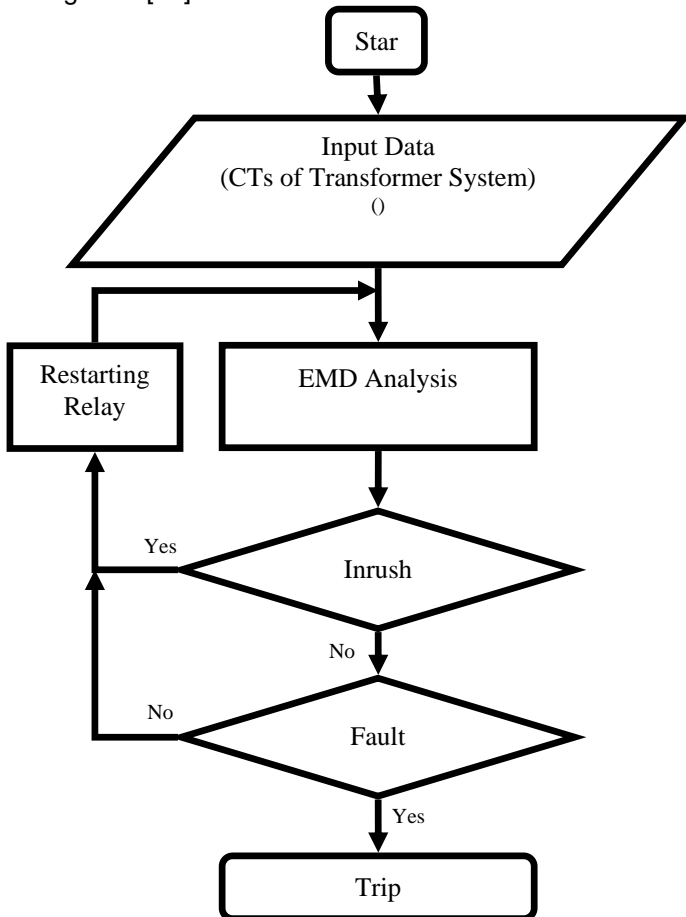 Star
Input Data
(CTs of Transformer System)
()
Restarting
Relay
EMD Analysis
Yes
Inrush
No
No
Fault
Yes
Trip